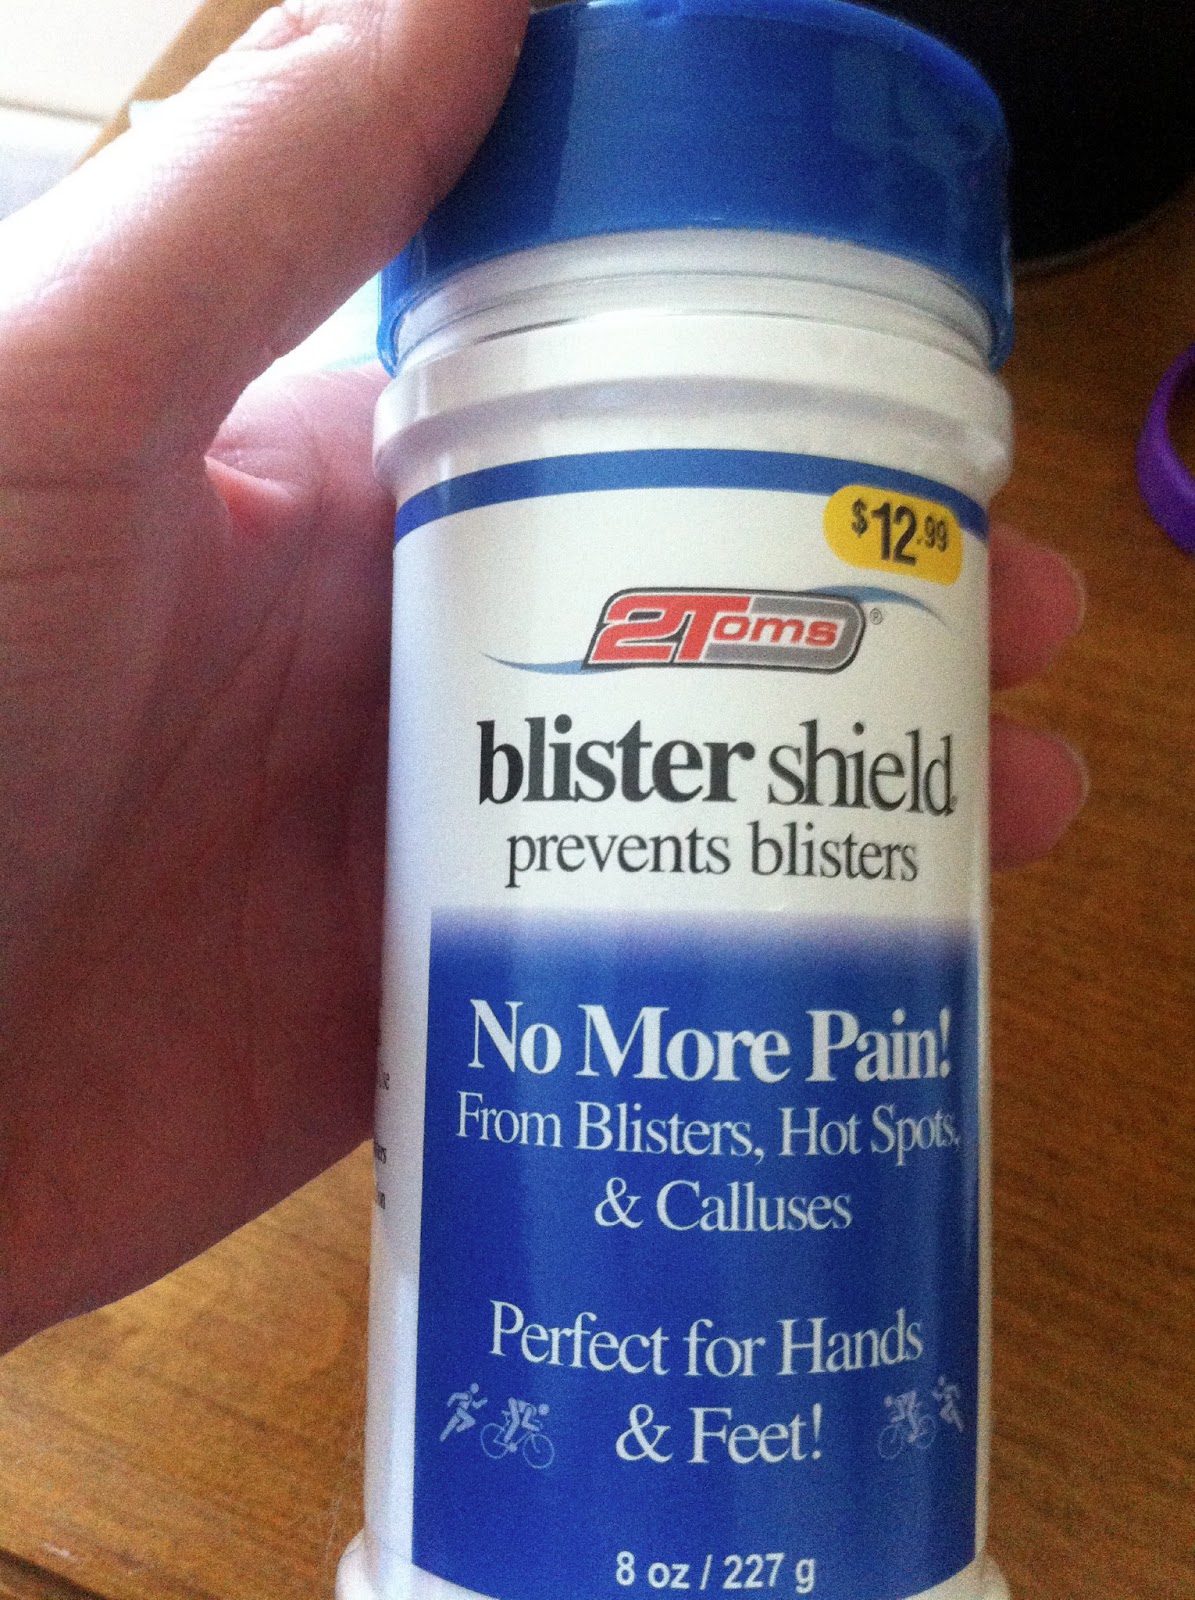 $12.99
2Toms®
blister shield
prevents blisters
No More Pain!
From Blisters, Hot Spots,
& Calluses
Perfect for Hands
& Feet!
8 oz / 227 g